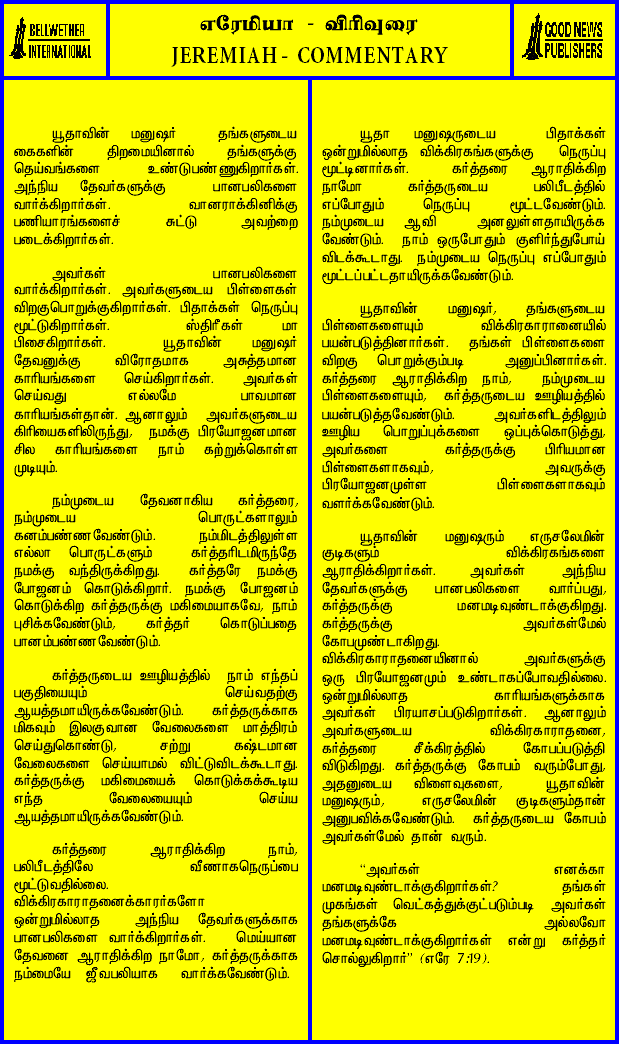 BELLWETHER
INTERNATIONAL
எரேமியா - விரிவுரை
JEREMIAH - COMMENTARY
GOOD NEWS
PUBLISHERS
யூதாவின் மனுஷர் தங்களுடைய
கைகளின் திறமையினால் தங்களுக்கு
தெய்வங்களை உண்டுபண்ணுகிறார்கள்.
அந்நிய தேவர்களுக்கு பானபலிகளை
வார்க்கிறார்கள். வானராக்கினிக்கு
பணியாரங்களைச் சுட்டு அவற்றை
படைக்கிறார்கள்.
அவர்கள் பானபலிகளை
வார்க்கிறார்கள். அவர்களுடைய பிள்ளைகள்
விறகுபொறுக்குகிறார்கள். பிதாக்கள் நெருப்பு
மூட்டுகிறார்கள். ஸ்திரீகள் மா
பிசைகிறார்கள். யூதாவின் மனுஷர்
தேவனுக்கு விரோதமாக அசுத்தமான
காரியங்களை செய்கிறார்கள். அவர்கள்
செய்வது எல்லமே பாவமான
காரியங்கள்தான். ஆனாலும் அவர்களுடைய
கிரியைகளிலிருந்து, நமக்கு பிரயோஜனமான
சில காரியங்களை நாம் கற்றுக்கொள்ள
முடியும்.
நம்முடைய தேவனாகிய கர்த்தரை,
நம்முடைய பொருட்களாலும்
கனம்பண்ணவேண்டும். நம்மிடத்திலுள்ள
எல்லா பொருட்களும் கர்த்தரிடமிருந்தே
நமக்கு வந்திருக்கிறது. கர்த்தரே நமக்கு
போஜனம் கொடுக்கிறார். நமக்கு போஜனம்
கொடுக்கிற கர்த்தருக்கு மகிமையாகவே, நாம்
புசிக்கவேண்டும், கர்த்தர் கொடுப்பதை
பானம்பண்ணவேண்டும்.
கர்த்தருடைய ஊழியத்தில் நாம் எந்தப்
பகுதியையும் செய்வதற்கு
ஆயத்தமாயிருக்கவேண்டும். கர்த்தருக்காக
மிகவும் இலகுவான வேலைகளை மாத்திரம்
செய்துகொண்டு, சற்று கஷ்டமான
வேலைகளை செய்யாமல் விட்டுவிடக்கூடாது.
கர்த்தருக்கு மகிமையைக் கொடுக்கக்கூடிய
எந்த வேலையையும் செய்ய
ஆயத்தமாயிருக்கவேண்டும்.
கர்த்தரை ஆராதிக்கிற நாம்,
பலிபீடத்திலே வீணாகநெருப்பை
மூட்டுவதில்லை.
விக்கிரகாராதனைக்காரர்களோ
ஒன்றுமில்லாத அந்நிய தேவர்களுக்காக
பானபலிகளை வார்க்கிறார்கள். மெய்யான
தேவனை ஆராதிக்கிற நாமோ, கர்த்தருக்காக
நம்மையே ஜீவபலியாக வார்க்கவேண்டும்.
யூதா மனுஷருடைய பிதாக்கள்
ஒன்றுமில்லாத விக்கிரகங்களுக்கு நெருப்பு
மூட்டினார்கள். கர்த்தரை ஆராதிக்கிற
நாமோ கர்த்தருடைய பலிபீடத்தில்
எப்போதும் நெருப்பு மூட்டவேண்டும்.
நம்முடைய ஆவி அனலுள்ளதாயிருக்க
வேண்டும். நாம் ஒருபோதும் குளிர்ந்துபோய்
விடக்கூடாது. நம்முடைய நெருப்பு எப்போதும்
மூட்டப்பட்டதாயிருக்கவேண்டும்.
யூதாவின் மனுஷர், தங்களுடைய
பிள்ளைகளையும் விக்கிரகாரானையில்
பயன்படுத்தினார்கள். தங்கள் பிள்ளைகளை
விறகு பொறுக்கும்படி அனுப்பினார்கள்.
கர்த்தரை ஆராதிக்கிற நாம், நம்முடைய
பிள்ளைகளையும், கர்த்தருடைய ஊழியத்தில்
பயன்படுத்தவேண்டும். அவர்களிடத்திலும்
ஊழிய பொறுப்புக்களை ஒப்புக்கொடுத்து,
அவர்களை கர்த்தருக்கு பிரியமான
பிள்ளைகளாகவும், அவருக்கு
பிரயோஜனமுள்ள பிள்ளைகளாகவும்
வளர்க்கவேண்டும்.
யூதாவின் மனுஷரும் எருசலேமின்
குடிகளும் விக்கிரகங்களை
ஆராதிக்கிறார்கள். அவர்கள் அந்நிய
தேவர்களுக்கு பானபலிகளை வார்ப்பது,
கர்த்தருக்கு மனமடிவுண்டாக்குகிறது.
கர்த்தருக்கு அவர்கள்மேல்
கோபமுண்டாகிறது.
விக்கிரகாராதனையினால் அவர்களுக்கு
ஒரு பிரயோஜனமும் உண்டாகப்போவதில்லை.
ஒன்றுமில்லாத காரியங்களுக்காக
அவர்கள் பிரயாசப்படுகிறார்கள். ஆனாலும்
அவர்களுடைய விக்கிரகாராதனை,
கர்த்தரை சீக்கிரத்தில் கோபப்படுத்தி
விடுகிறது. கர்த்தருக்கு கோபம் வரும்போது,
அதனுடைய விளைவுகளை, யூதாவின்
மனுஷரும், எருசலேமின் குடிகளும்தான்
அனுபவிக்கவேண்டும். கர்த்தருடைய கோபம்
அவர்கள்மேல் தான் வரும்.
“அவர்கள் எனக்கா
மனமடிவுண்டாக்குகிறார்கள்? தங்கள்
முகங்கள் வெட்கத்துக்குட்படும்படி அவர்கள்
தங்களுக்கே அல்லவோ
மனமடிவுண்டாக்குகிறார்கள் என்று கர்த்தர்
சொல்லுகிறார்” (எரே 7:19).